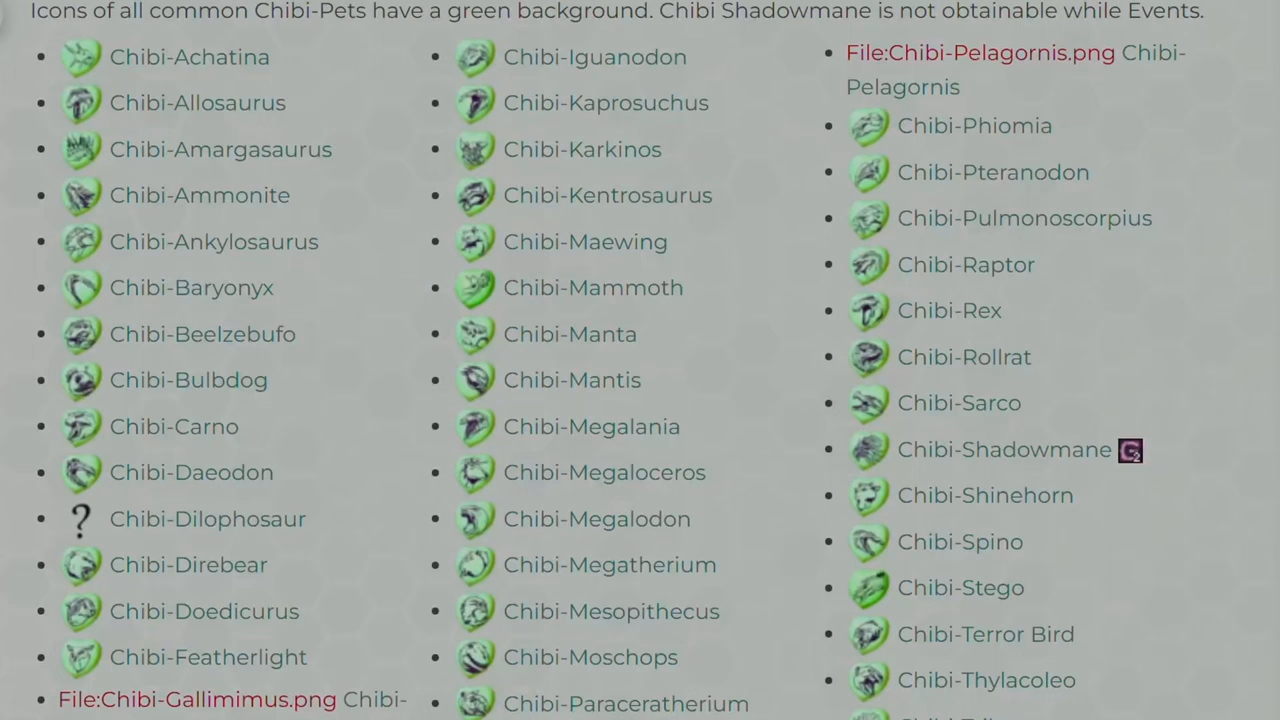 Icons of all common Chibi-Pets have a green background. Chibi Shadowmane is not obtainable while Events.
Chibi-Achatina
Chibi-Allosaurus
Chibi-Amargasaurus
Chibi-Ammonite
Chibi-Ankylosaurus
Chibi-Baryonyx
Chibi-Beelzebufo
Chibi-Bulbdog
Chibi-Carno
Chibi-Daeodon
? Chibi-Dilophosaur
Chibi-Direbear
Chibi-Doedicurus
Chibi-Featherlight
File:Chibi-Gallimimus.png Chibi-
Chibi-Iguanodon
Chibi-Kaprosuchus
Chibi-Karkinos
Chibi-Kentrosaurus
Chibi-Maewing
Chibi-Mammoth
Chibi-Manta
Chibi-Mantis
Chibi-Megalania
Chibi-Megaloceros
Chibi-Megalodon
Chibi-Megatherium
Chibi-Mesopithecus
Chibi-Moschops
Chibi-Paraceratherium
File:Chibi-Pelagornis.png Chibi-
Pelagornis
Chibi-Phiomia
Chibi-Pteranodon
Chibi-Pulmonoscorpius
Chibi-Raptor
Chibi-Rex
Chibi-Rollrat
Chibi-Sarco
Chibi-Shadowmane G2
Chibi-Shinehorn
Chibi-Spino
Chibi-Stego
Chibi-Terror Bird
Chibi-Thylacoleo